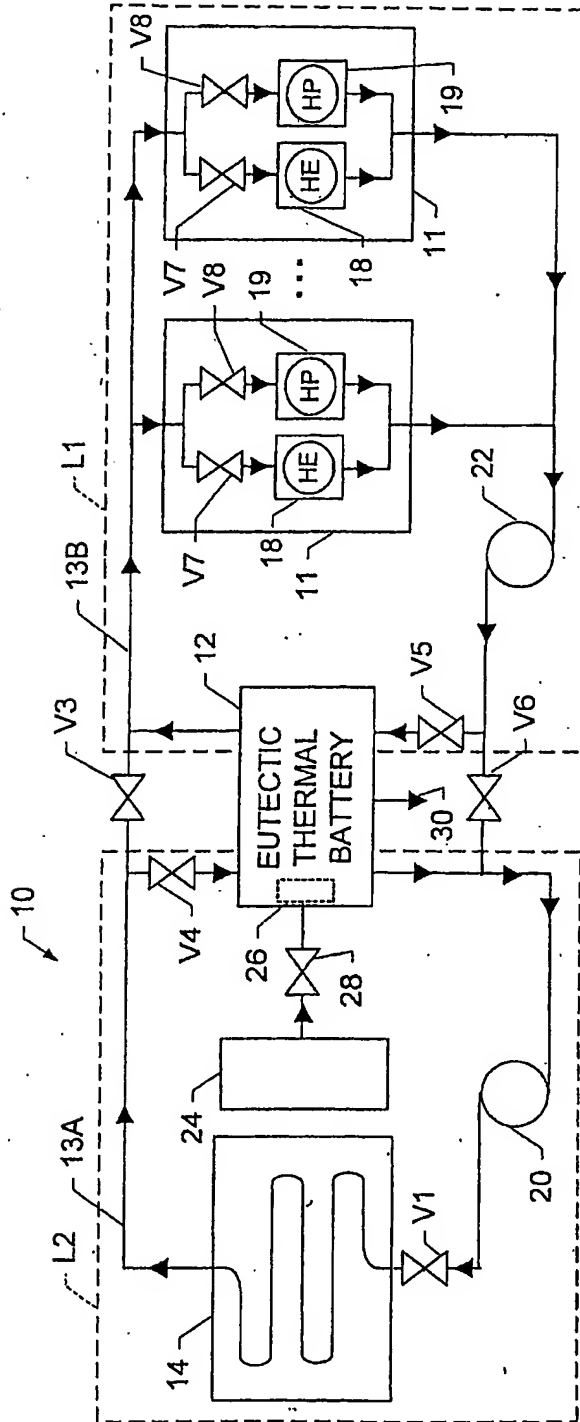 10
L2
13A
V3
13B
L1
V4
12
V7
V8
V7
V8
14
24
26
28
EUTECTIC
THERMAL
BATTERY
30
V5
V6
HE
HP
HE
HP
18
19
18
19
11
...
11
V1
20
22